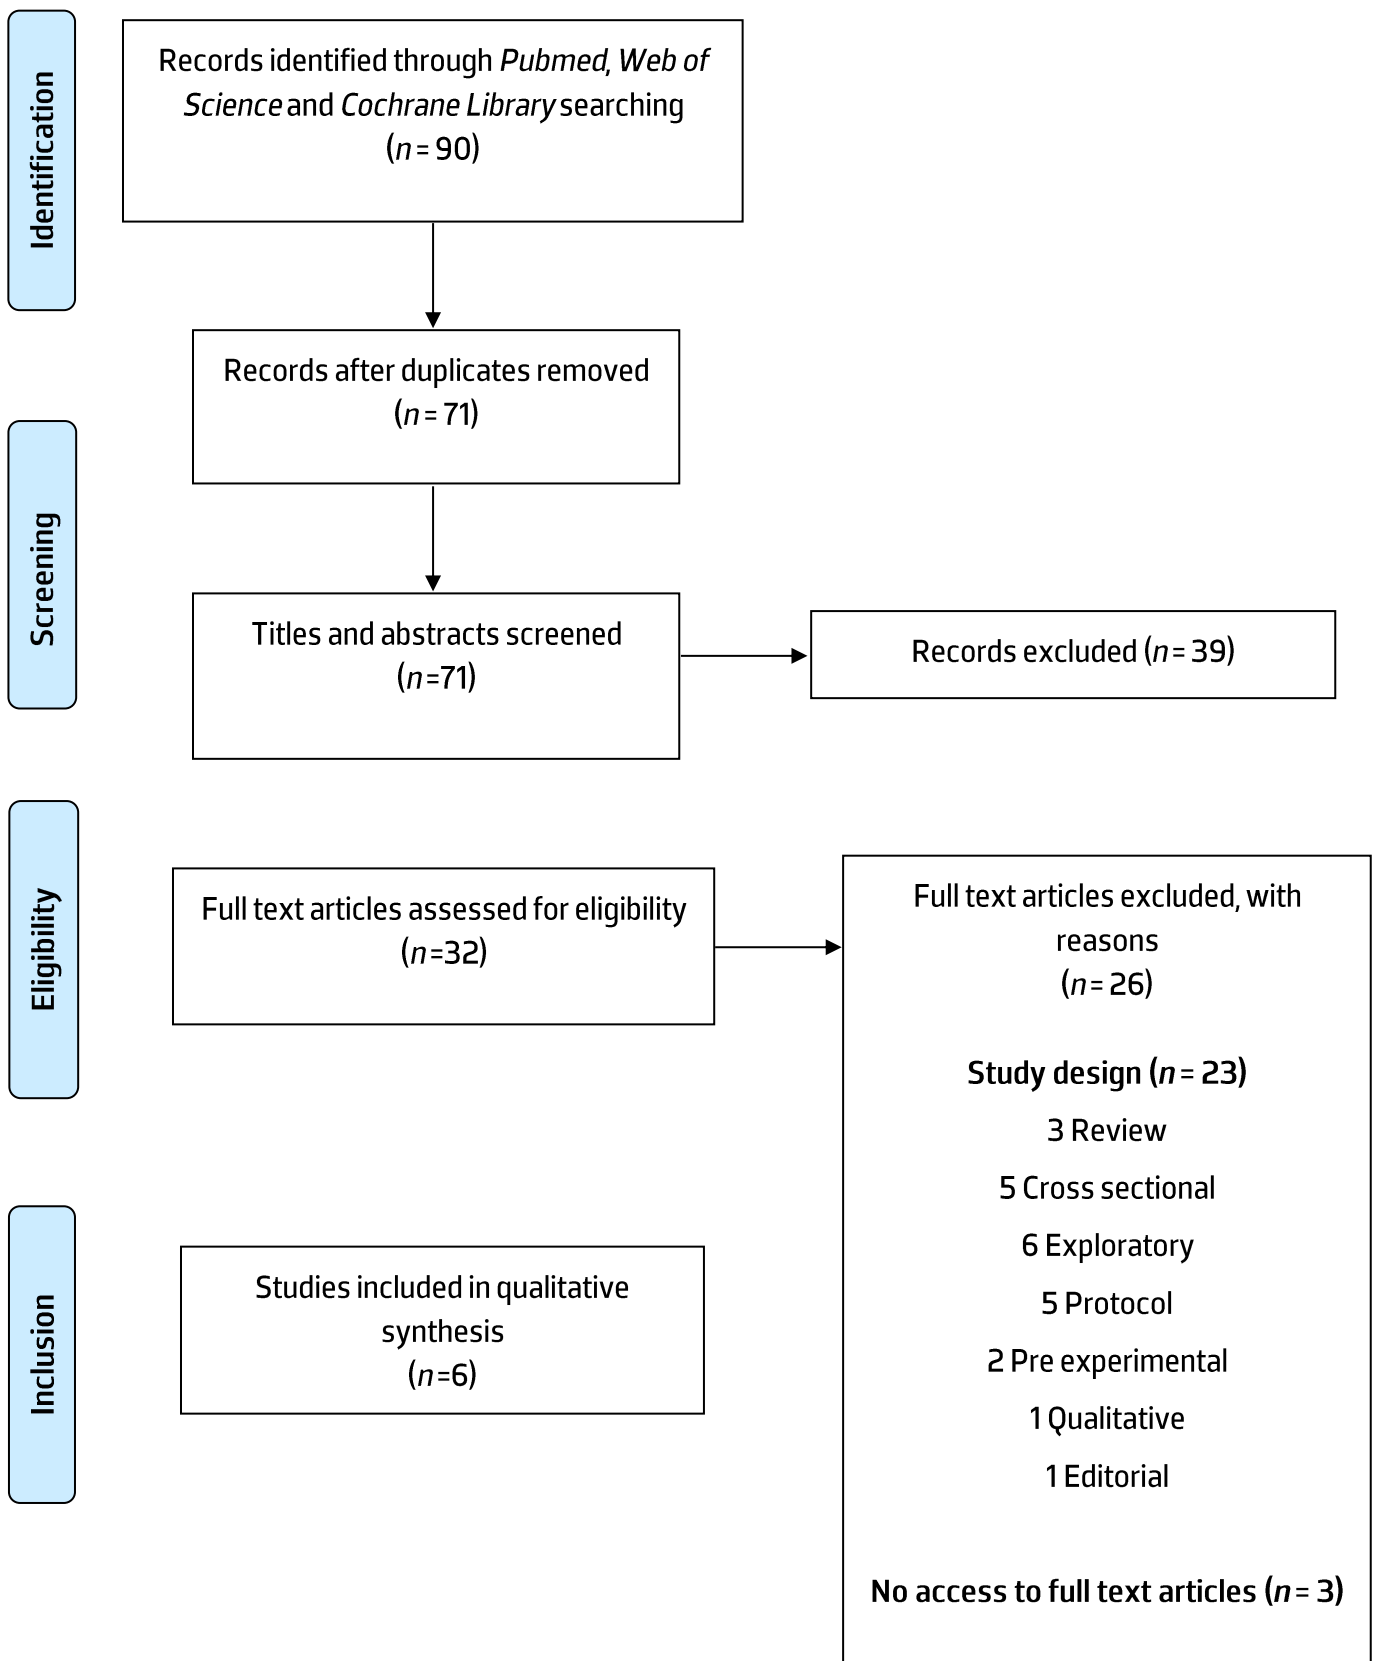 Identification
Records identified through Pubmed, Web of
Science and Cochrane Library searching
(n = 90)
Records after duplicates removed
(n = 71)
Screening
Titles and abstracts screened
(n =71)
Records excluded (n = 39)
Eligibility
Full text articles assessed for eligibility
(n =32)
Full text articles excluded, with
reasons
(n = 26)
Study design (n = 23)
3 Review
5 Cross sectional
6 Exploratory
5 Protocol
2 Pre experimental
1 Qualitative
1 Editorial
No access to full text articles (n = 3)
Inclusion
Studies included in qualitative
synthesis
(n =6)